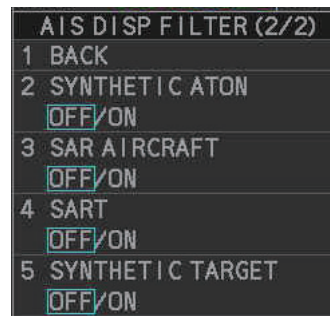 AIS DISP FILTER (2/2)
1 BACK
2 SYNTHETIC ATON
OFF/ON
3 SAR AIRCRAFT
OFF/ON
4 SART
OFF/ON
5 SYNTHETIC TARGET
OFF/ON